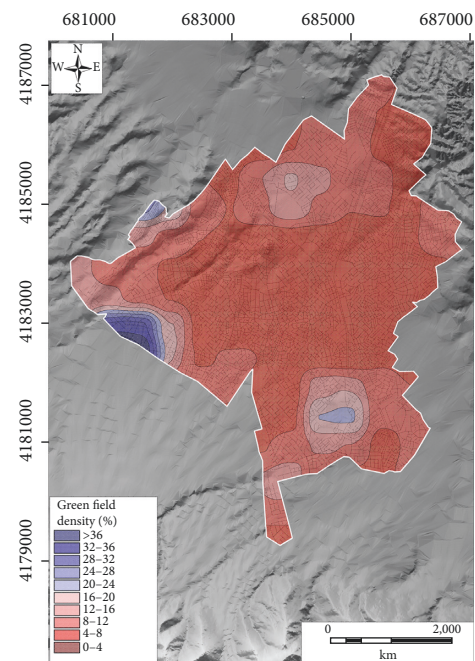 681000 683000 685000 687000
N
W E
S
4187000
4185000
4183000
4181000
4179000
Green field
density (%)
>36
32–36
28–32
24–28
20–24
16–20
12–16
8–12
4–8
0–4
0 2,000
km